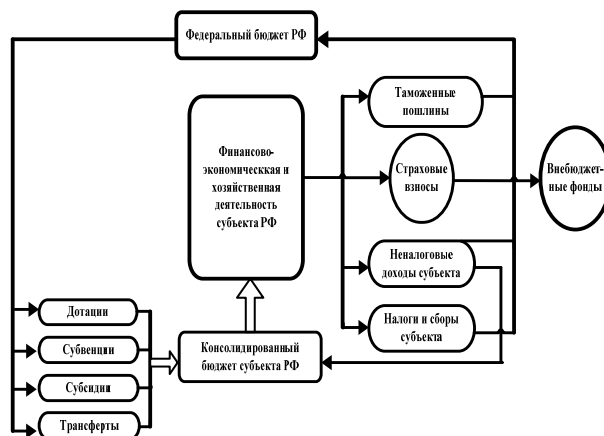 Федеральный бюджет РФ
Таможенные
пошлины
Финансово-
экономическкая и
хозяйственная
деятельность
субъекта РФ
Страховые
взносы
Внебюджет-
ные фонды
Неналоговые
доходы субъекта
Дотации
Субвенции
Субсидии
Трансферты
Консолидированный
бюджет субъекта РФ
Налоги и сборы
субъекта